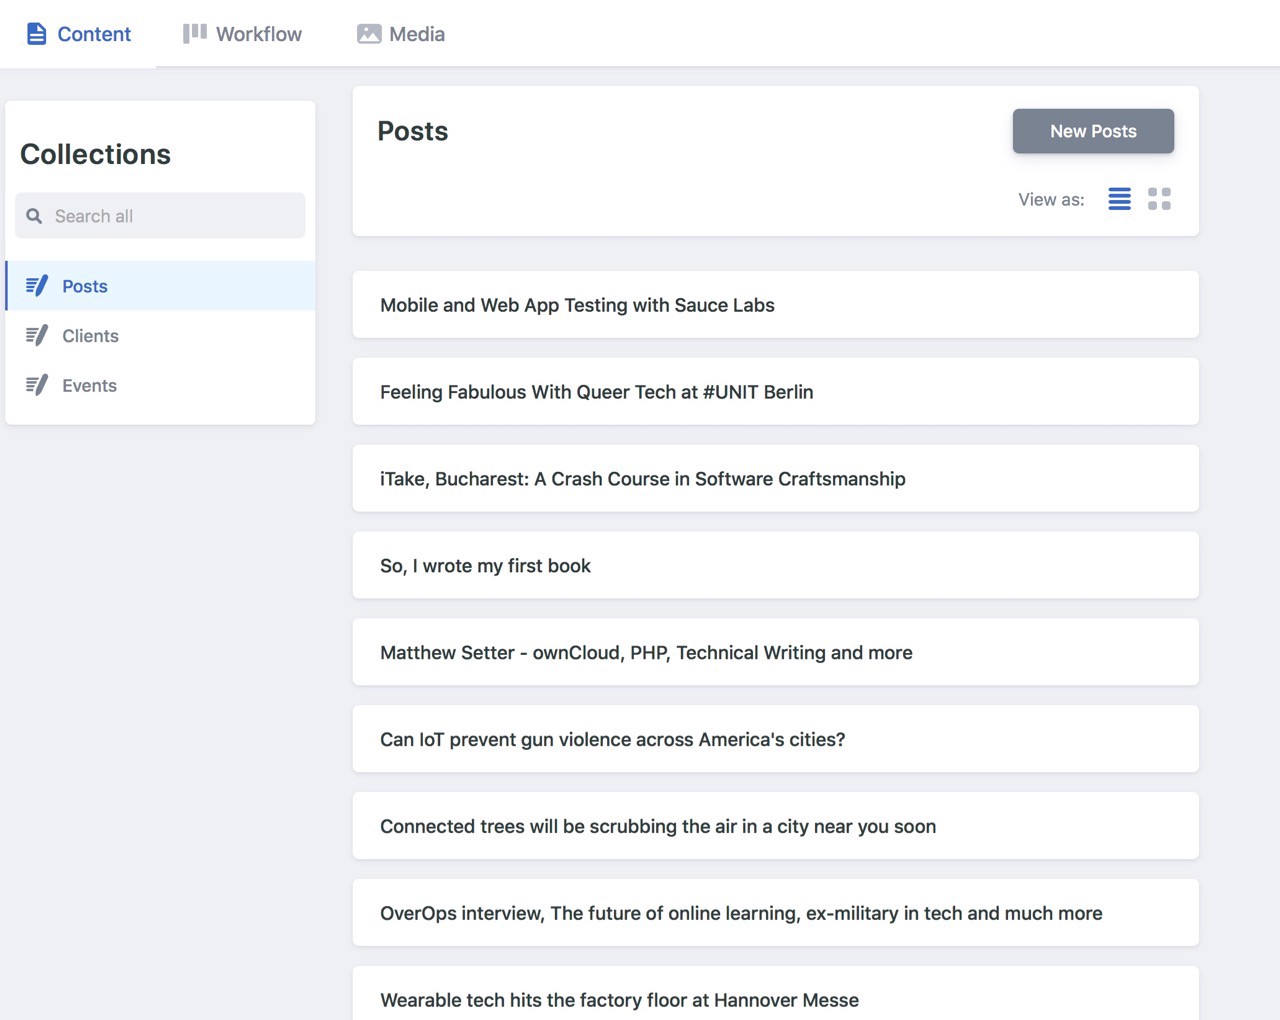 Content
Workflow
Media
Collections
Search all
Posts
Clients
Events
Posts
New Posts
View as:
Mobile and Web App Testing with Sauce Labs
Feeling Fabulous With Queer Tech at #UNIT Berlin
iTake, Bucharest: A Crash Course in Software Craftsmanship
So, I wrote my first book
Matthew Setter - ownCloud, PHP, Technical Writing and more
Can IoT prevent gun violence across America's cities?
Connected trees will be scrubbing the air in a city near you soon
OverOps interview, The future of online learning, ex-military in tech and much more
Wearable tech hits the factory floor at Hannover Messe